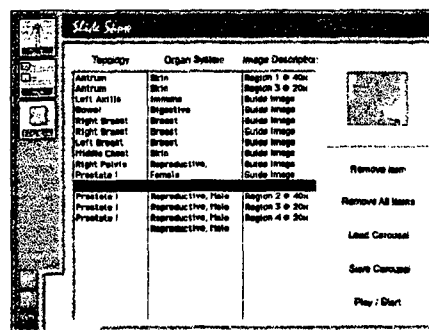 Slide Show
Topology Organ System Image Descriptor
Antrum Skin Region 1 @ 40x
Antrum Skin Region 3 @ 20x
Left Axilla Immune Guide Image
Bowel Digestive Guide Image
Right Breast Breast Guide Image
Right Breast Breast Guide Image
Left Breast Breast Guide Image
Middle Chest Skin Guide Image
Right Pelvis Reproductive, Guide Image
Prostate ! Female Guide Image
Prostate ! Reproductive, Male Region 2 @ 40x
Prostate ! Reproductive, Male Region 3 @ 20x
Prostate ! Reproductive, Male Region 4 @ 20x
Reproductive, Male
Remove Item
Remove All Items
Load Carousel
Save Carousel
Play / Start